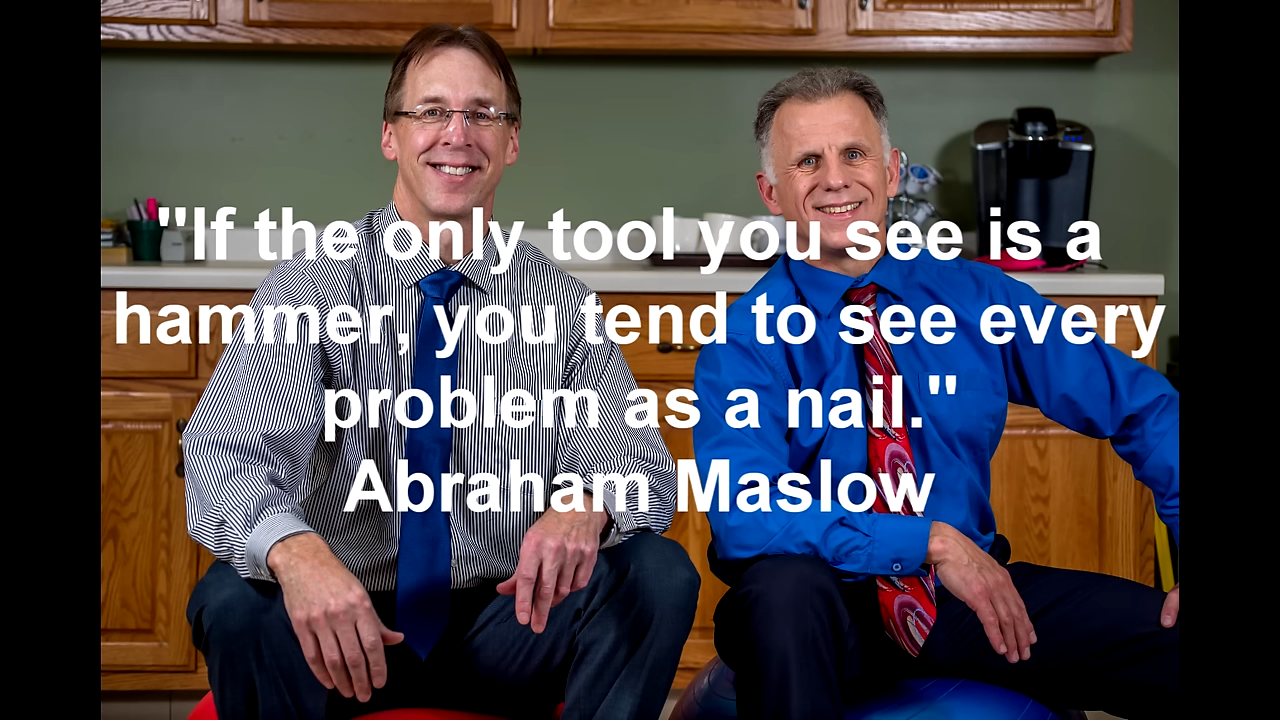 "If the only tool you see is a
hammer, you tend to see every
problem as a nail."
Abraham Maslow